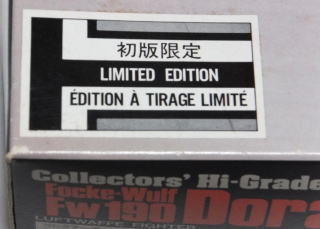 初版限定
LIMITED EDITION
ÉDITION À TIRAGE LIMITÉ
Collectors' Hi-Grade
Focke-Wulf
Fw190 Dora
LUFTWAFFE FIGHTER